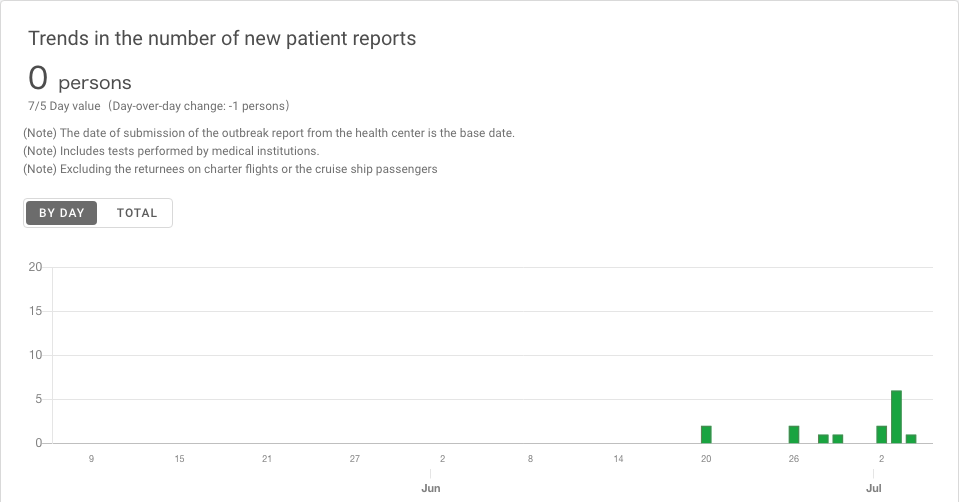 Trends in the number of new patient reports
0 persons
7/5 Day value（Day-over-day change: -1 persons）
(Note) The date of submission of the outbreak report from the health center is the base date.
(Note) Includes tests performed by medical institutions.
(Note) Excluding the returnees on charter flights or the cruise ship passengers
BY DAY TOTAL
20
15
10
5
0
9 15 21 27 2 8 14 20 26 2
Jun Jul